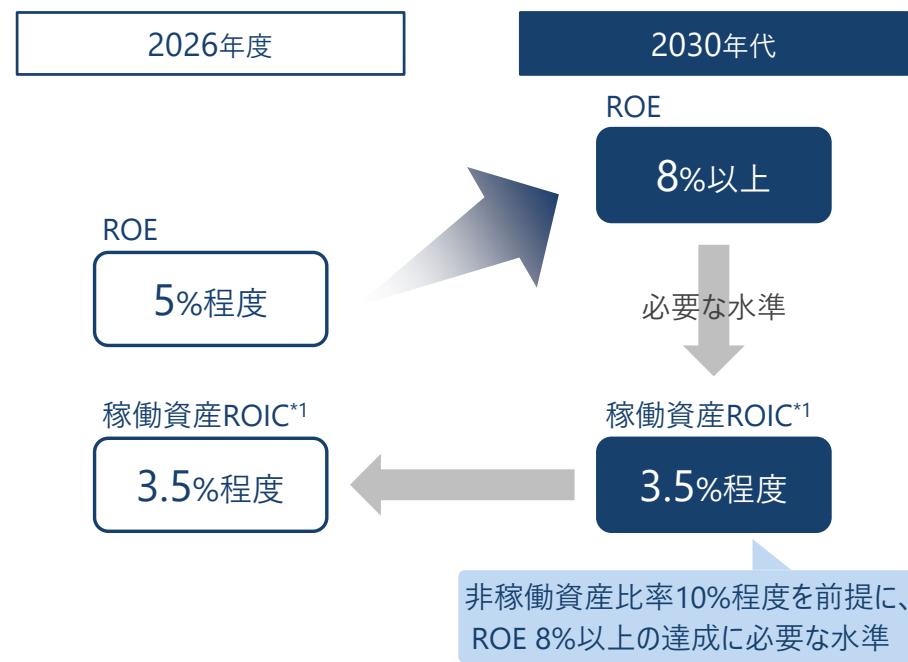 2026年度
2030年代
ROE
8%以上
ROE
5%程度
必要な水準
稼働資産ROIC*1
3.5%程度
稼働資産ROIC*1
3.5%程度
非稼働資産比率10%程度を前提に、
ROE 8%以上の達成に必要な水準